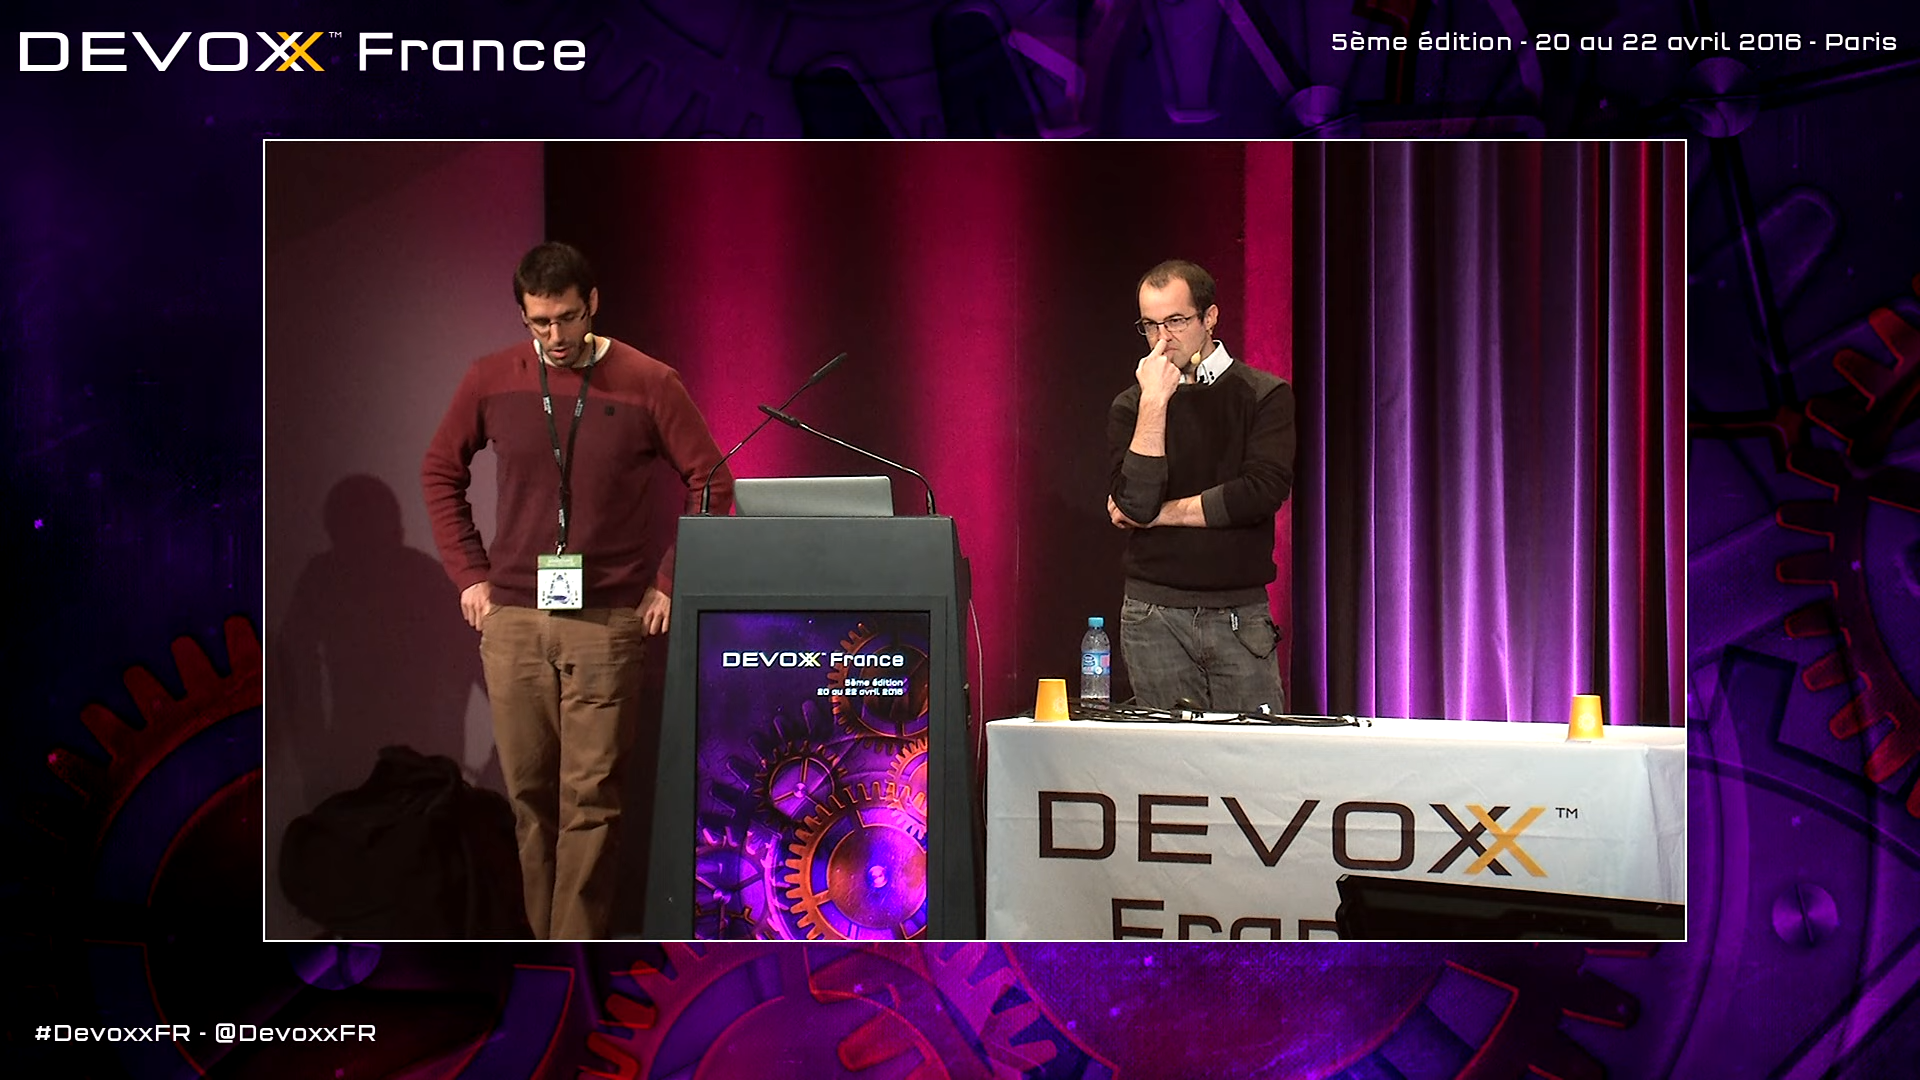 DEVOXX™ France
5ème édition - 20 au 22 avril 2016 - Paris
DEVOXX™ France
5ème édition
20 au 22 avril 2016
DEVOXX™
Fran
#DevoxxFR - @DevoxxFR